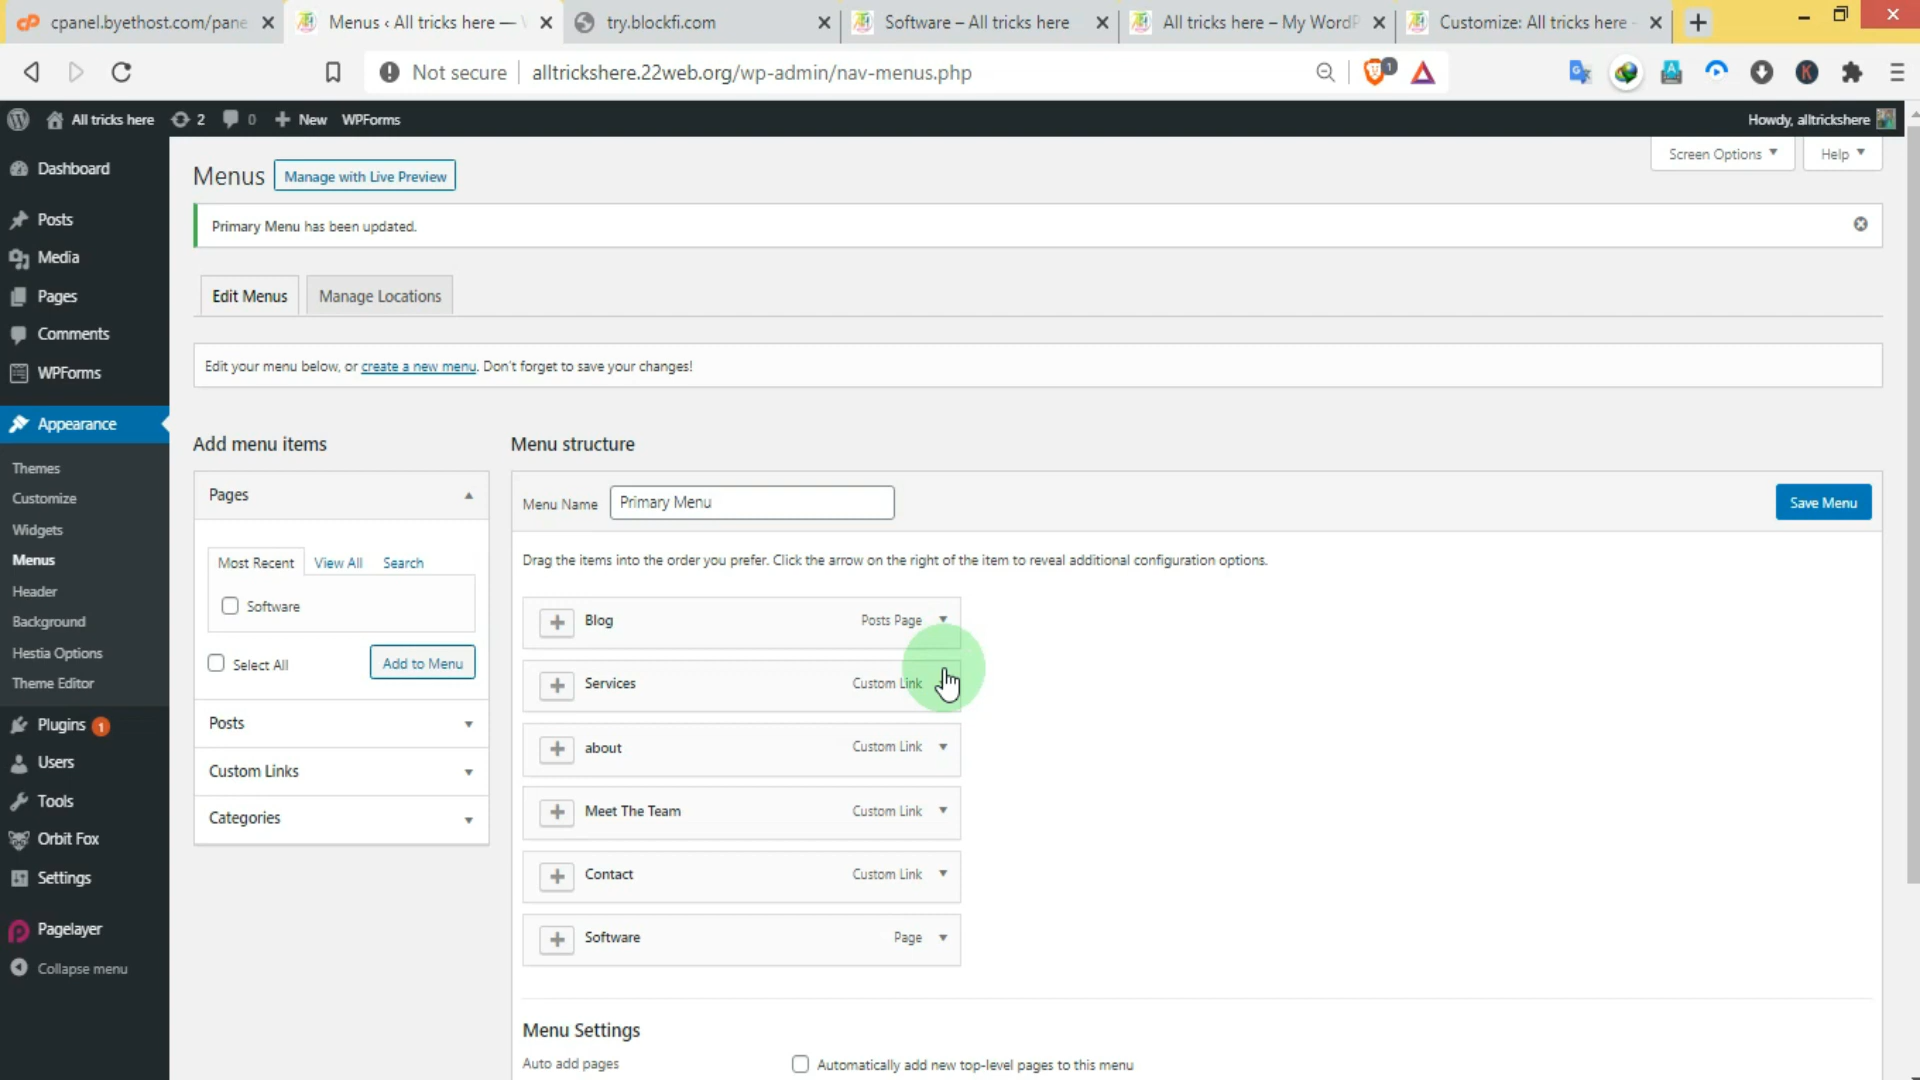 cpanel.byethost.com/pane
Menus ‹ All tricks here —
try.blockfi.com
Software – All tricks here
All tricks here – My WordP
Customize: All tricks here -
Not secure
alltrickshere.22web.org/wp-admin/nav-menus.php
1
All tricks here
2
0
New
WPForms
Howdy, alltrickshere
Dashboard
Posts
Media
Pages
Comments
WPForms
Appearance
Themes
Customize
Widgets
Menus
Header
Background
Hestia Options
Theme Editor
Plugins 1
Users
Tools
Orbit Fox
Settings
Pagelayer
Collapse menu
Screen Options
Help
Menus
Manage with Live Preview
Primary Menu has been updated.
Edit Menus
Manage Locations
Edit your menu below, or create a new menu. Don't forget to save your changes!
Add menu items
Pages
Most Recent
View All
Search
Software
Select All
Add to Menu
Posts
Custom Links
Categories
Menu structure
Menu Name
Primary Menu
Save Menu
Drag the items into the order you prefer. Click the arrow on the right of the item to reveal additional configuration options.
Blog
Posts Page
Services
Custom Link
about
Custom Link
Meet The Team
Custom Link
Contact
Custom Link
Software
Page
Menu Settings
Auto add pages
Automatically add new top-level pages to this menu